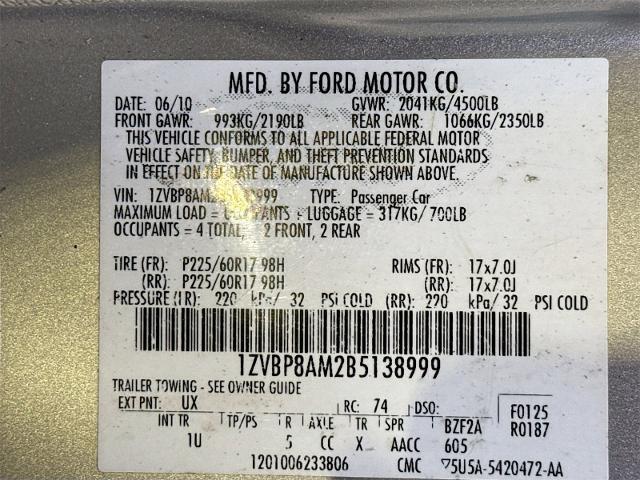 MFD. BY FORD MOTOR CO.
DATE: 06/10 GVWR: 2041KG/4500LB
FRONT GAWR: 993KG/2190LB REAR GAWR: 1066KG/2350LB
THIS VEHICLE CONFORMS TO ALL APPLICABLE FEDERAL MOTOR
VEHICLE SAFETY, BUMPER, AND THEFT PREVENTION STANDARDS
IN EFFECT ON THE DATE OF MANUFACTURE SHOWN ABOVE.
VIN: TYPE: Passenger Car
MAXIMUM LOAD = OCCUPANTS + LUGGAGE = 317KG/ 700LB
OCCUPANTS = 4 TOTAL, 2 FRONT, 2 REAR
TIRE (FR): P225/60R17 98H RIMS (FR): 17x7.0J
(RR): P225/60R17 98H (RR): 17x7.0J
PRESSURE (FR): 220 kPa/ 32 PSI COLD (RR): 220 kPa/ 32 PSI COLD
1ZVBP8AM2B5138999
TRAILER TOWING - SEE OWNER GUIDE
EXT PNT: UX RC: 74 DSO: F0125
INT TR TP/PS R AXLE TR SPR BZF2A R0187
1U 5 CC X AACC 605
1201006233806 CMC 5U5A-5420472-AA